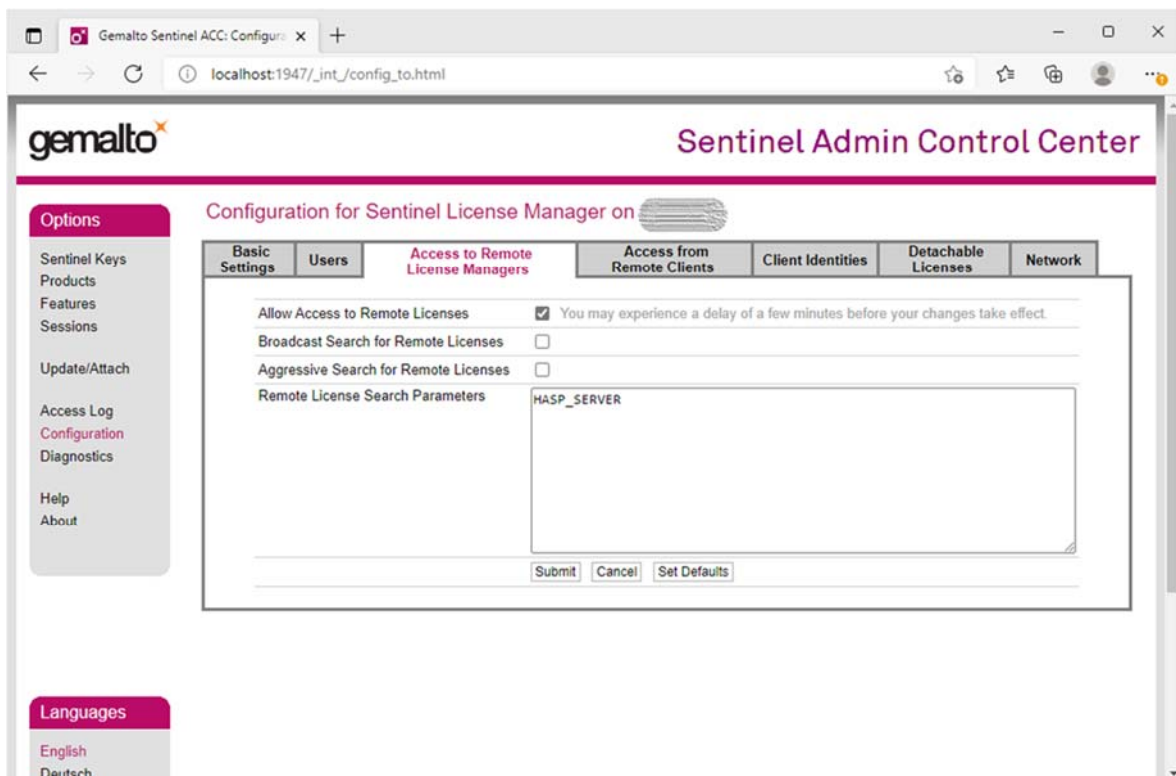 Gemalto Sentinel ACC: Configura
localhost:1947/_int_/config_to.html
gemalto
Sentinel Admin Control Center
Options
Sentinel Keys
Products
Features
Sessions
Update/Attach
Access Log
Configuration
Diagnostics
Help
About
Configuration for Sentinel License Manager on
Basic Settings Users Access to Remote License Managers Access from Remote Clients Client Identities Detachable Licenses Network
Allow Access to Remote Licenses You may experience a delay of a few minutes before your changes take effect.
Broadcast Search for Remote Licenses
Aggressive Search for Remote Licenses
Remote License Search Parameters HASP_SERVER
Submit Cancel Set Defaults
Languages
English
Deutsch